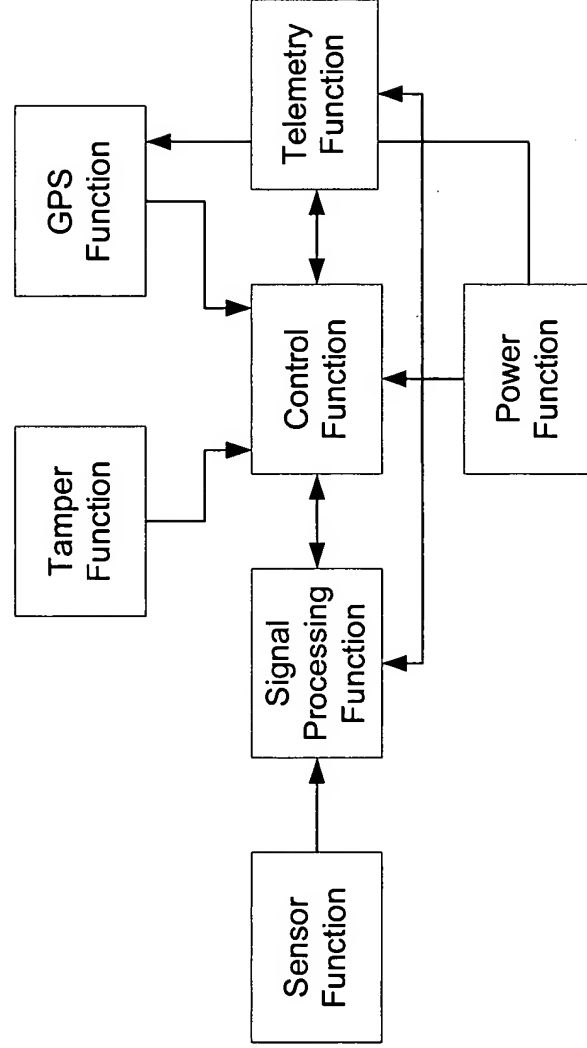 Tamper
Function
GPS
Function
Sensor
Function
Signal
Processing
Function
Control
Function
Telemetry
Function
Power
Function